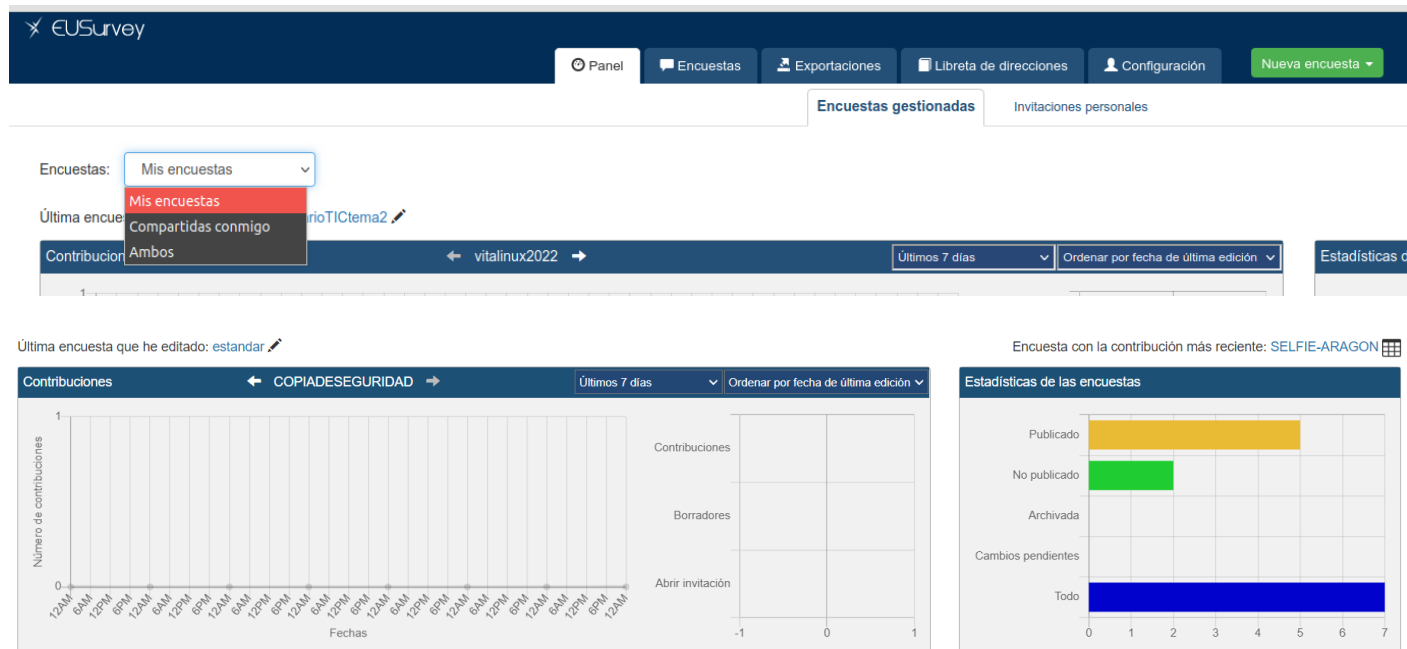 EUSurvey
Panel Encuestas Exportaciones Libreta de direcciones Configuración Nueva encuesta
Encuestas gestionadas Invitaciones personales
Encuestas: Mis encuestas
Mis encuestas
Compartidas conmigo
Ambos
Última encue rioTICtema2
Contribucion vitalinux2022 Últimos 7 días Ordenar por fecha de última edición Estadísticas d
1
Última encuesta que he editado: estandar Encuesta con la contribución más reciente: SELFIE-ARAGON
Contribuciones COPIADESEGURIDAD Últimos 7 días Ordenar por fecha de última edición Estadísticas de las encuestas
1
Número de contribuciones
0
12AM 6AM 12PM 6PM 12AM 6AM 12PM 6PM 12AM 6AM 12PM 6PM 12AM 6AM 12PM 6PM 12AM 6AM 12PM 6PM 12AM 6AM 12PM 6PM 12AM 6AM 12PM 6PM 12AM
Fechas
Contribuciones
Borradores
Abrir invitación
-1 0 1
Publicado
No publicado
Archivada
Cambios pendientes
Todo
0 1 2 3 4 5 6 7